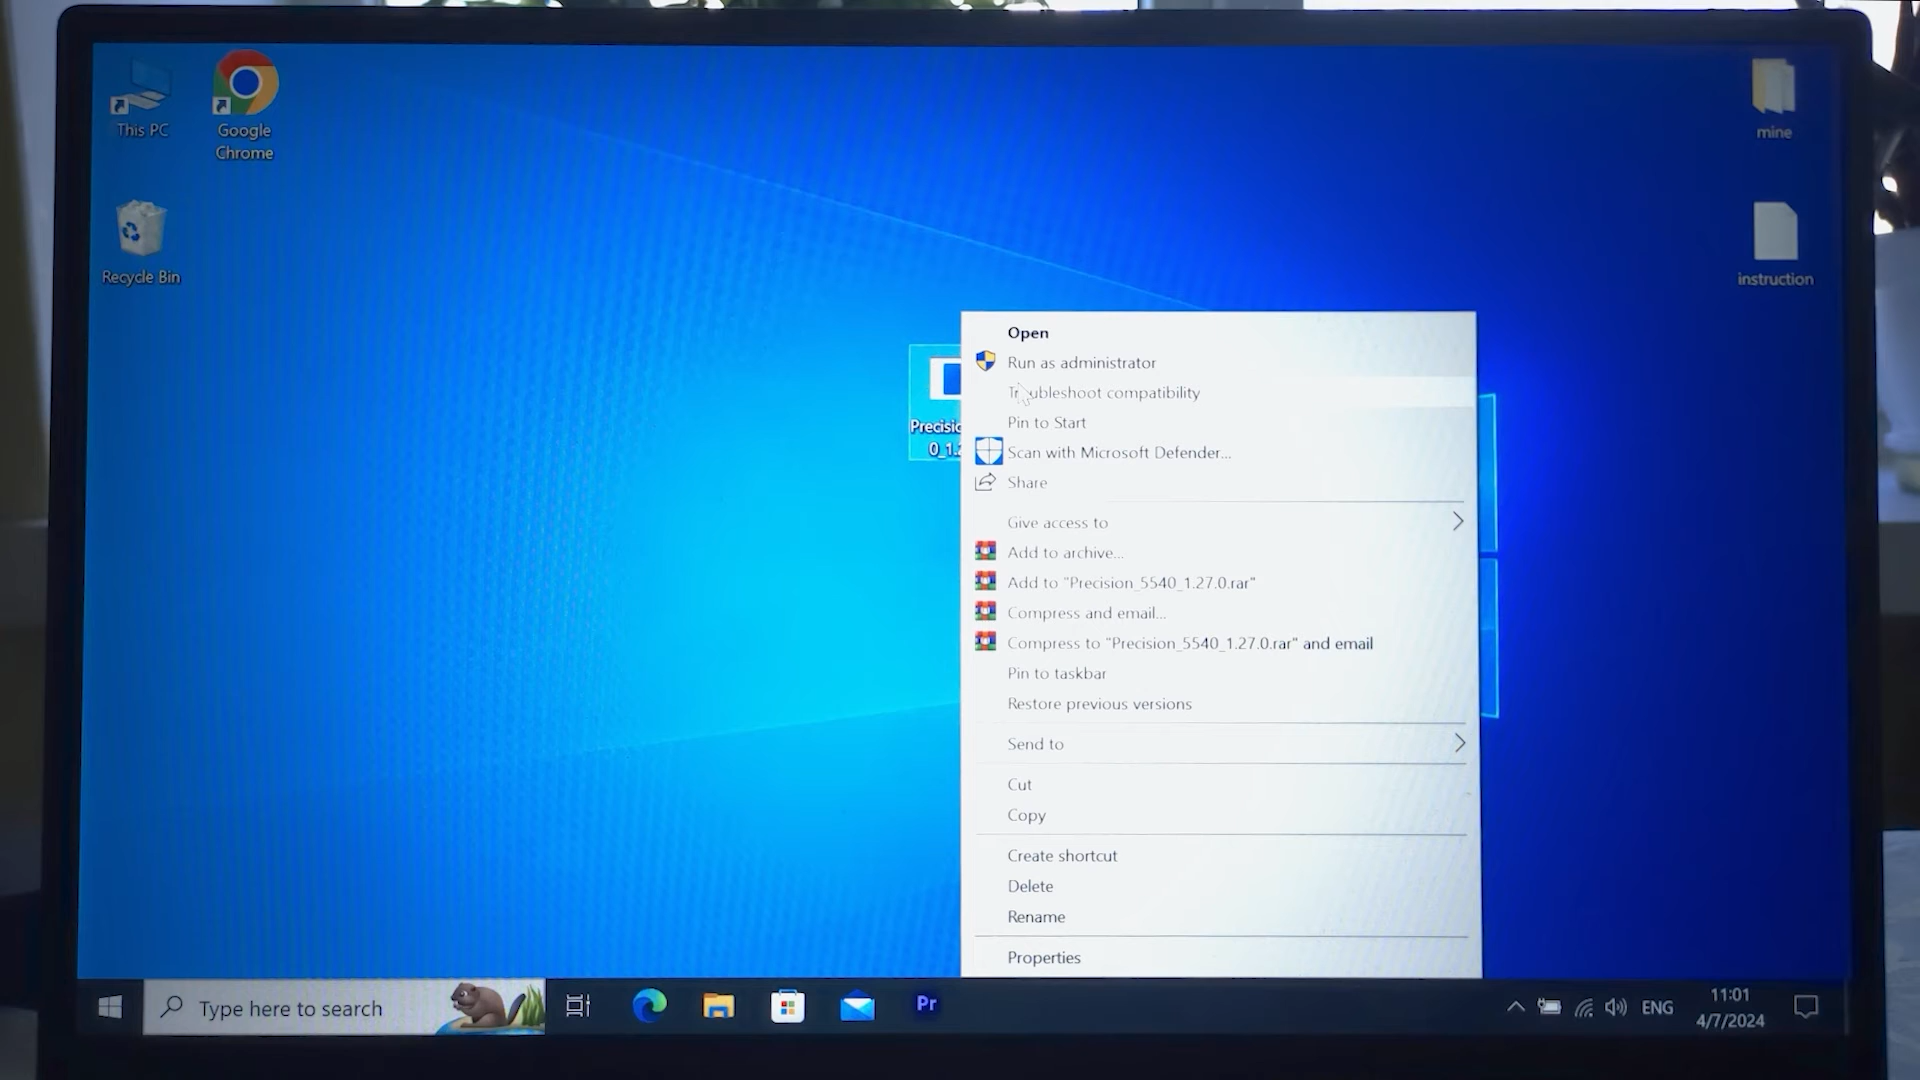 This PC
Google
Chrome
Recycle Bin
mine
instruction
Precisio
0_1.2
Open
Run as administrator
Troubleshoot compatibility
Pin to Start
Scan with Microsoft Defender...
Share
Give access to
Add to archive...
Add to "Precision_5540_1.27.0.rar"
Compress and email...
Compress to "Precision_5540_1.27.0.rar" and email
Pin to taskbar
Restore previous versions
Send to
Cut
Copy
Create shortcut
Delete
Rename
Properties
Type here to search
Pr
ENG
11:01
4/7/2024